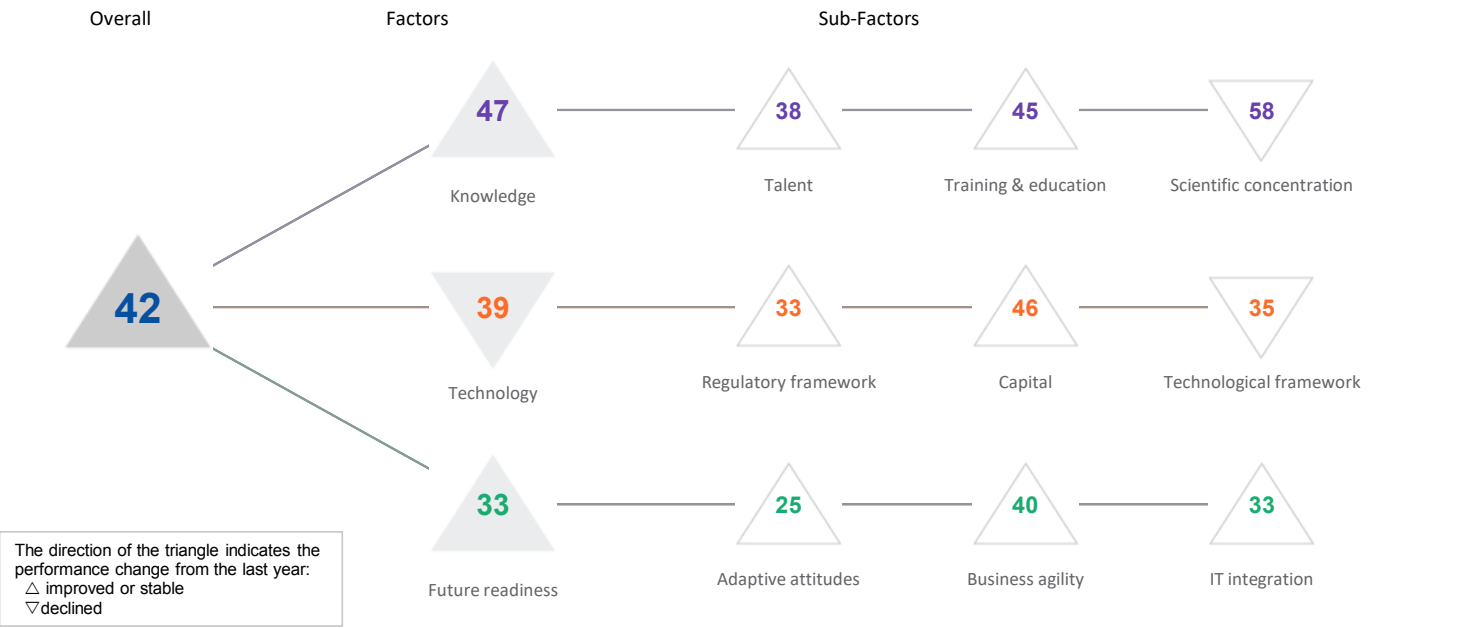 Overall
Factors
Sub-Factors
47
38
45
58
Knowledge
Talent
Training & education
Scientific concentration
42
39
33
46
35
Technology
Regulatory framework
Capital
Technological framework
33
25
40
33
Future readiness
Adaptive attitudes
Business agility
IT integration
The direction of the triangle indicates the
performance change from the last year:
△ improved or stable
▽declined